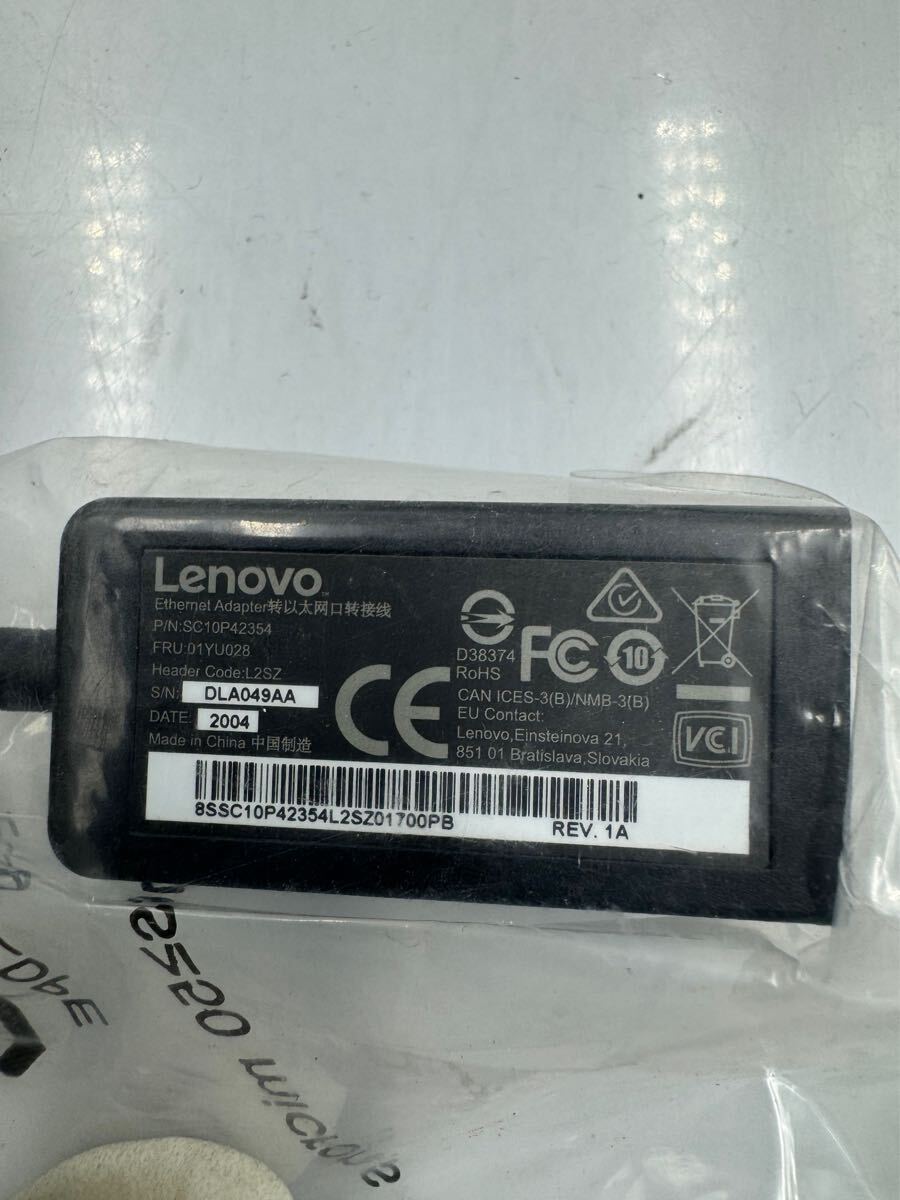 Lenovo™
Ethernet Adapter转以太网口转接线
P/N:SC10P42354
FRU:01YU028
Header Code:L2SZ
S/N: DLA049AA
DATE: 2004
Made in China 中国制造
D38374
RoHS
FC
10
CAN ICES-3(B)/NMB-3(B)
EU Contact:
Lenovo,Einsteinova 21,
851 01 Bratislava,Slovakia
CE
VCI
8SSC10P42354L2SZ01700PB
REV. 1A